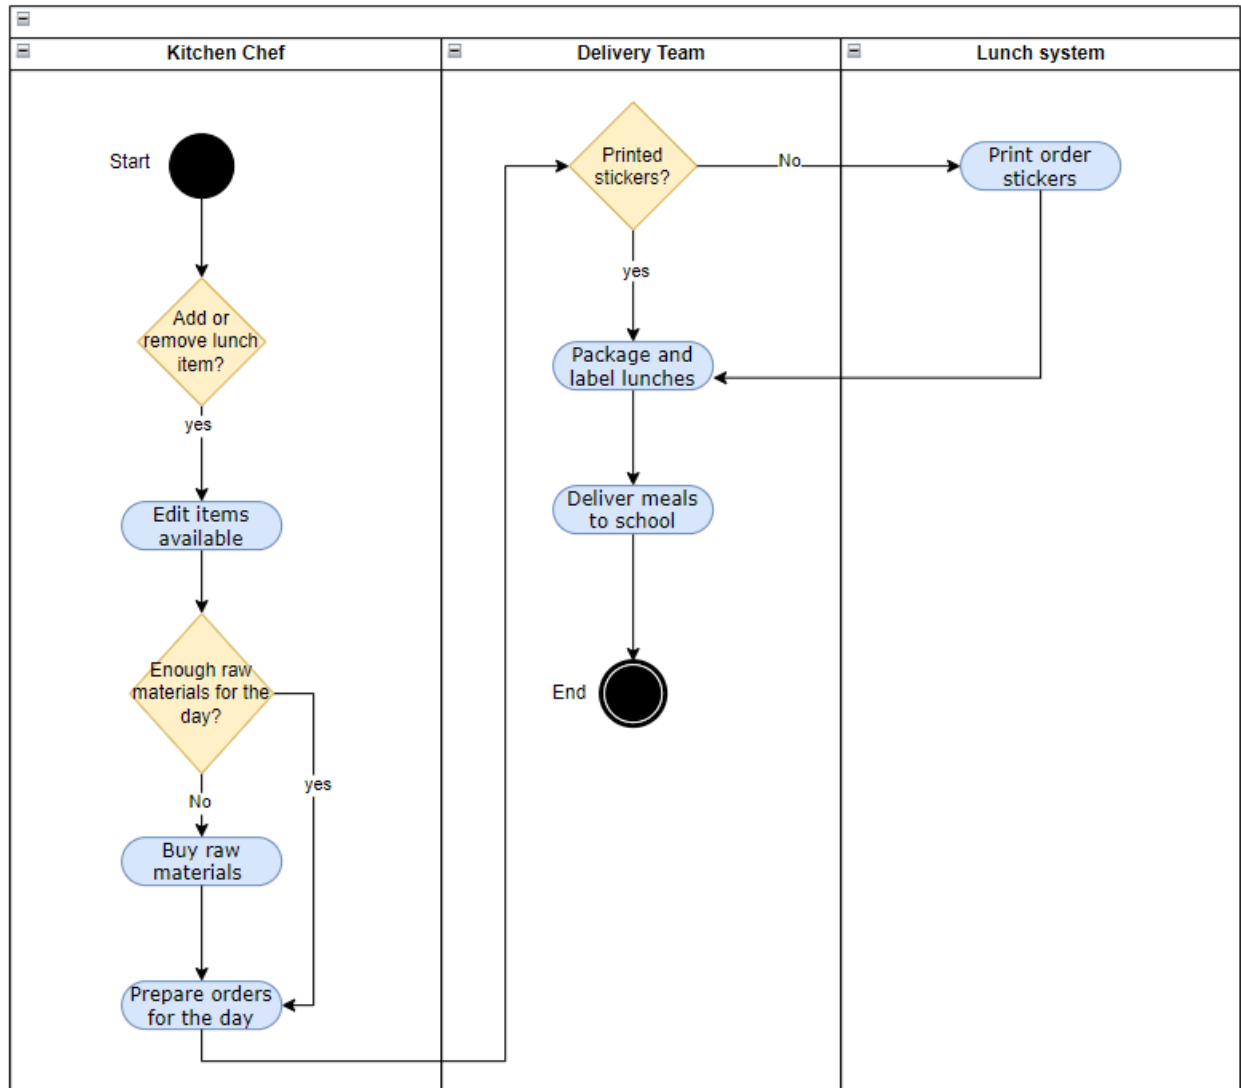 Kitchen Chef
Delivery Team
Lunch system
Start
Add or
remove lunch
item?
yes
Edit items
available
Enough raw
materials for the
day?
yes
No
Buy raw
materials
Prepare orders
for the day
Printed
stickers?
No
yes
Package and
label lunches
Deliver meals
to school
End
Print order
stickers